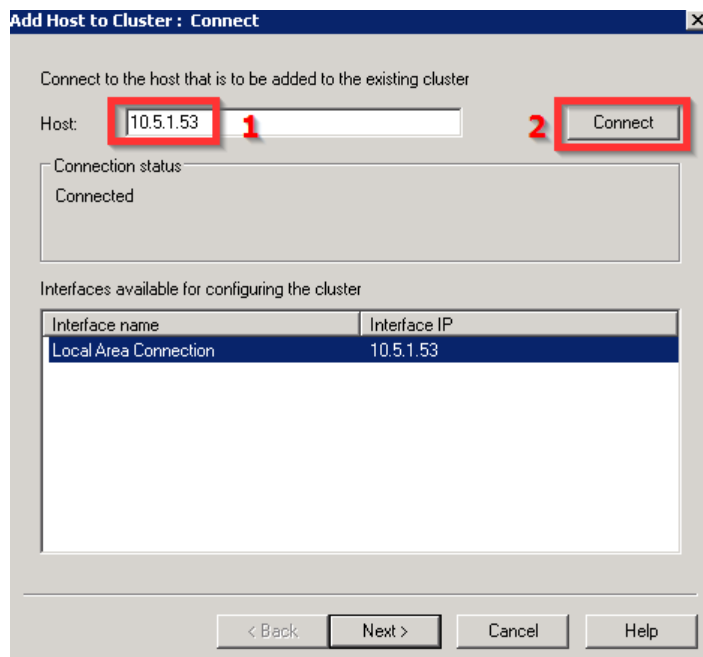 Add Host to Cluster : Connect
Connect to the host that is to be added to the existing cluster
Host: 10.5.1.53 1 2 Connect
Connection status
Connected
Interfaces available for configuring the cluster
Interface name Interface IP
Local Area Connection 10.5.1.53
< Back Next > Cancel Help